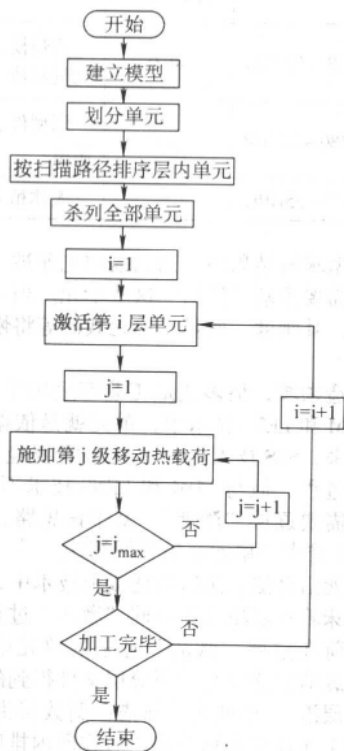 开始
建立模型
划分单元
按扫描路径排序层内单元
杀列全部单元
i=1
激活第 i 层单元
j=1
i=i+1
施加第 j 级移动热载荷
j=j+1
j=jmax
否
是
加工完毕
否
是
结束